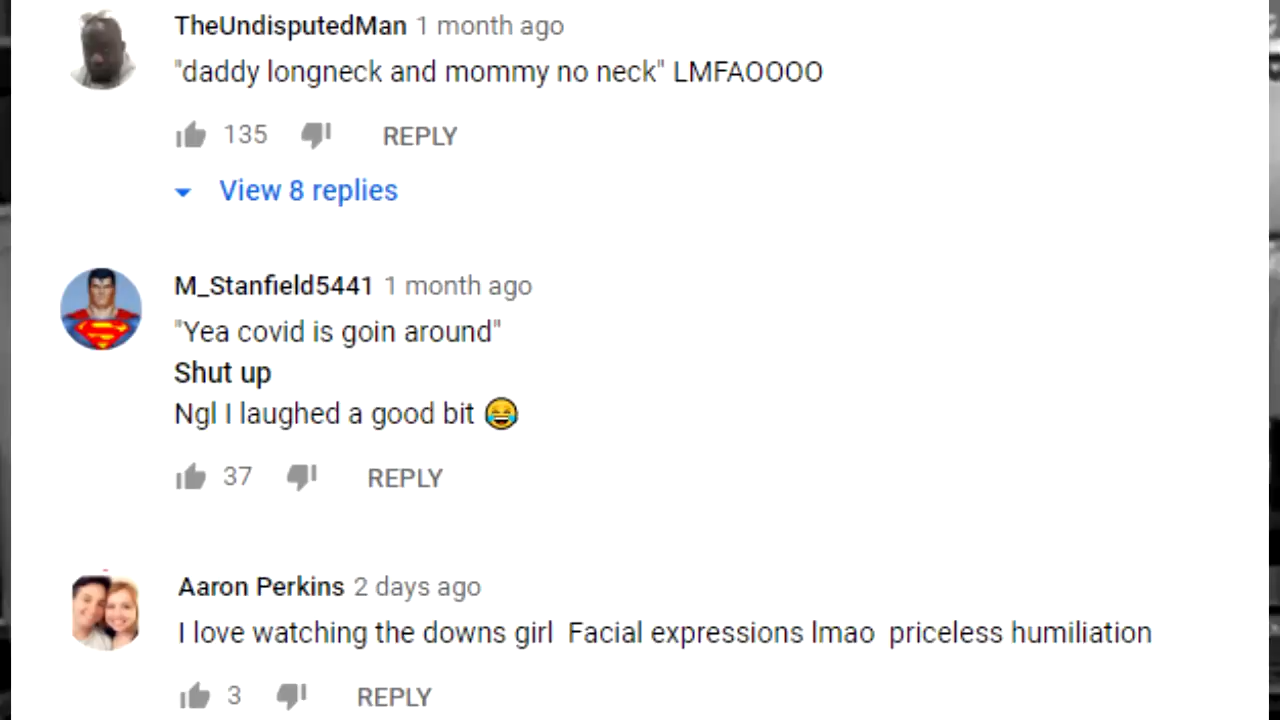 TheUndisputedMan 1 month ago
"daddy longneck and mommy no neck" LMFAOOOO
135 REPLY
View 8 replies
M_Stanfield5441 1 month ago
"Yea covid is goin around"
Shut up
Ngl I laughed a good bit 😂
37 REPLY
Aaron Perkins 2 days ago
I love watching the downs girl  Facial expressions lmao  priceless humiliation
3 REPLY